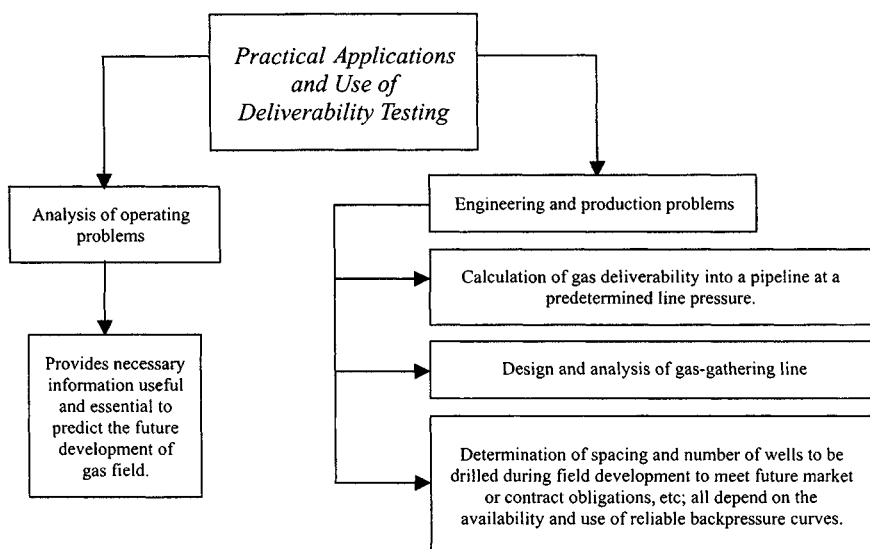 Practical Applications
and Use of
Deliverability Testing
Analysis of operating
problems
Provides necessary
information useful
and essential to
predict the future
development of
gas field.
Engineering and production problems
Calculation of gas deliverability into a pipeline at a
predetermined line pressure.
Design and analysis of gas-gathering line
Determination of spacing and number of wells to be
drilled during field development to meet future market
or contract obligations, etc; all depend on the
availability and use of reliable backpressure curves.